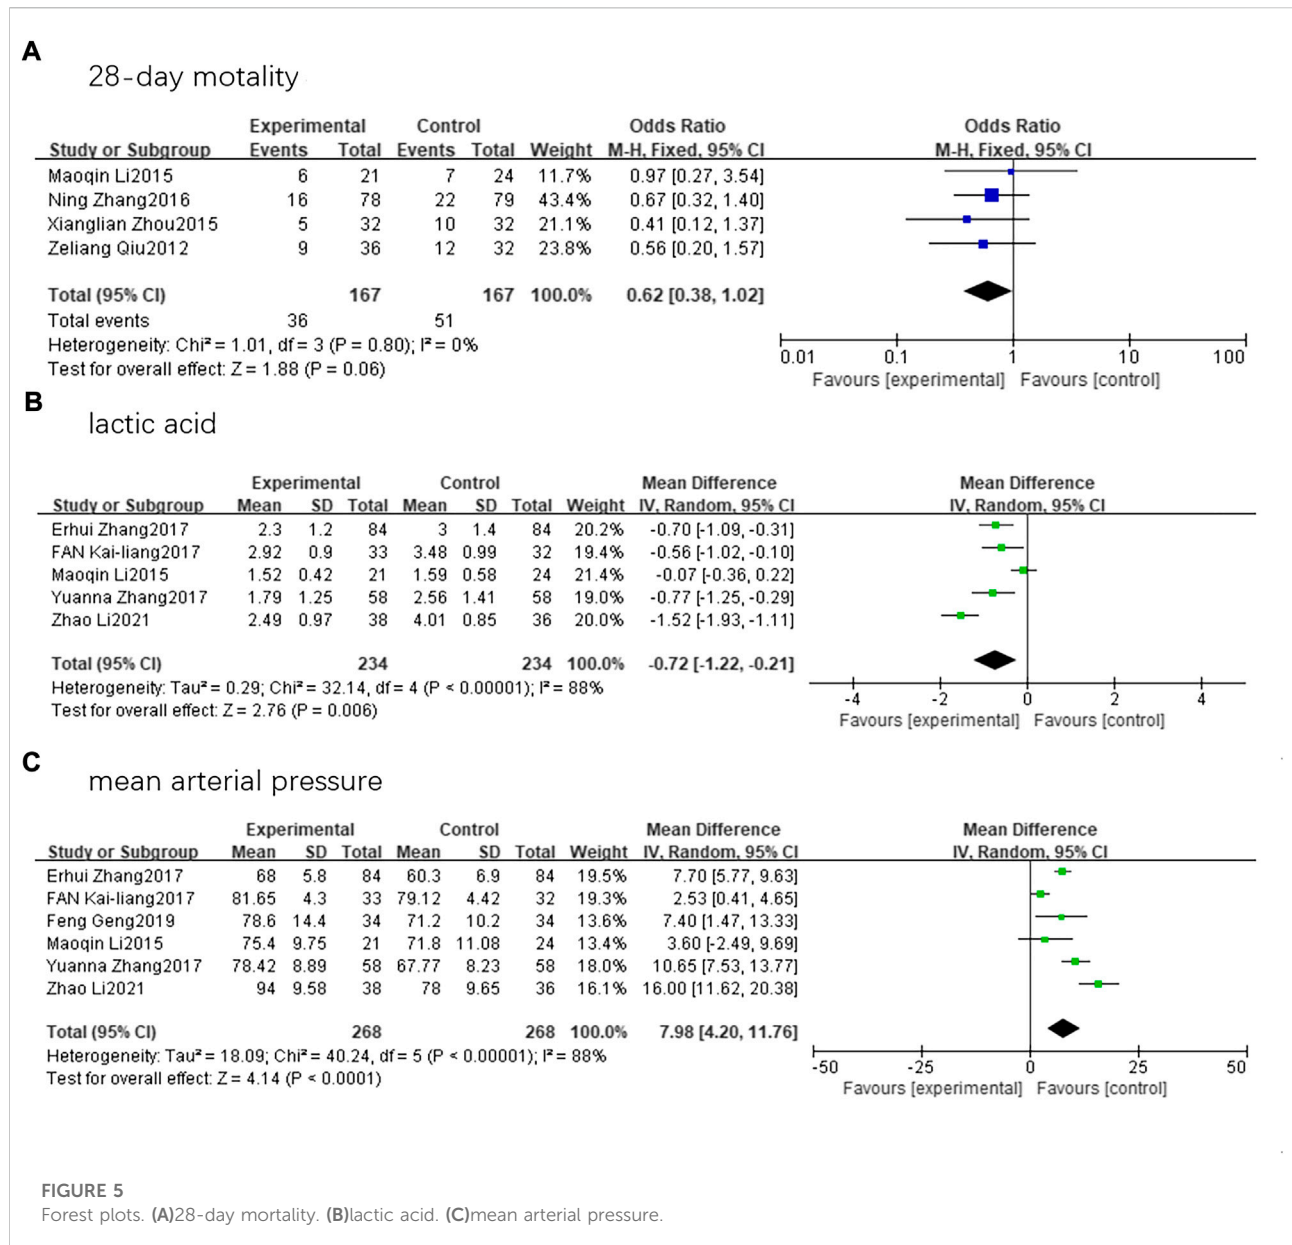 A
28-day motality
Experimental Control Odds Ratio Odds Ratio
Study or Subgroup Events Total Events Total Weight M-H, Fixed, 95% CI M-H, Fixed, 95% CI
Maoqin Li2015 6 21 7 24 11.7% 0.97 [0.27, 3.54]
Ning Zhang2016 16 78 22 79 43.4% 0.67 [0.32, 1.40]
Xianglian Zhou2015 5 32 10 32 21.1% 0.41 [0.12, 1.37]
Zeliang Qiu2012 9 36 12 32 23.8% 0.56 [0.20, 1.57]
Total (95% CI) 167 167 100.0% 0.62 [0.38, 1.02]
Total events 36 51
Heterogeneity: Chi² = 1.01, df = 3 (P = 0.80); I² = 0%
Test for overall effect: Z = 1.88 (P = 0.06)
0.01 0.1 1 10 100
Favours [experimental] Favours [control]
B
lactic acid
Experimental Control Mean Difference Mean Difference
Study or Subgroup Mean SD Total Mean SD Total Weight IV, Random, 95% CI IV, Random, 95% CI
Erhui Zhang2017 2.3 1.2 84 3 1.4 84 20.2% -0.70 [-1.09, -0.31]
FAN Kai-liang2017 2.92 0.9 33 3.48 0.99 32 19.4% -0.56 [-1.02, -0.10]
Maoqin Li2015 1.52 0.42 21 1.59 0.58 24 21.4% -0.07 [-0.36, 0.22]
Yuanna Zhang2017 1.79 1.25 58 2.56 1.41 58 19.0% -0.77 [-1.25, -0.29]
Zhao Li2021 2.49 0.97 38 4.01 0.85 36 20.0% -1.52 [-1.93, -1.11]
Total (95% CI) 234 234 100.0% -0.72 [-1.22, -0.21]
Heterogeneity: Tau² = 0.29; Chi² = 32.14, df = 4 (P < 0.00001); I² = 88%
Test for overall effect: Z = 2.76 (P = 0.006)
-4 -2 0 2 4
Favours [experimental] Favours [control]
C
mean arterial pressure
Experimental Control Mean Difference Mean Difference
Study or Subgroup Mean SD Total Mean SD Total Weight IV, Random, 95% CI IV, Random, 95% CI
Erhui Zhang2017 68 5.8 84 60.3 6.9 84 19.5% 7.70 [5.77, 9.63]
FAN Kai-liang2017 81.65 4.3 33 79.12 4.42 32 19.3% 2.53 [0.41, 4.65]
Feng Geng2019 78.6 14.4 34 71.2 10.2 34 13.6% 7.40 [1.47, 13.33]
Maoqin Li2015 75.4 9.75 21 71.8 11.08 24 13.4% 3.60 [-2.49, 9.69]
Yuanna Zhang2017 78.42 8.89 58 67.77 8.23 58 18.0% 10.65 [7.53, 13.77]
Zhao Li2021 94 9.58 38 78 9.65 36 16.1% 16.00 [11.62, 20.38]
Total (95% CI) 268 268 100.0% 7.98 [4.20, 11.76]
Heterogeneity: Tau² = 18.09; Chi² = 40.24, df = 5 (P < 0.00001); I² = 88%
Test for overall effect: Z = 4.14 (P < 0.0001)
-50 -25 0 25 50
Favours [experimental] Favours [control]
FIGURE 5
Forest plots. (A)28-day mortality. (B)lactic acid. (C)mean arterial pressure.